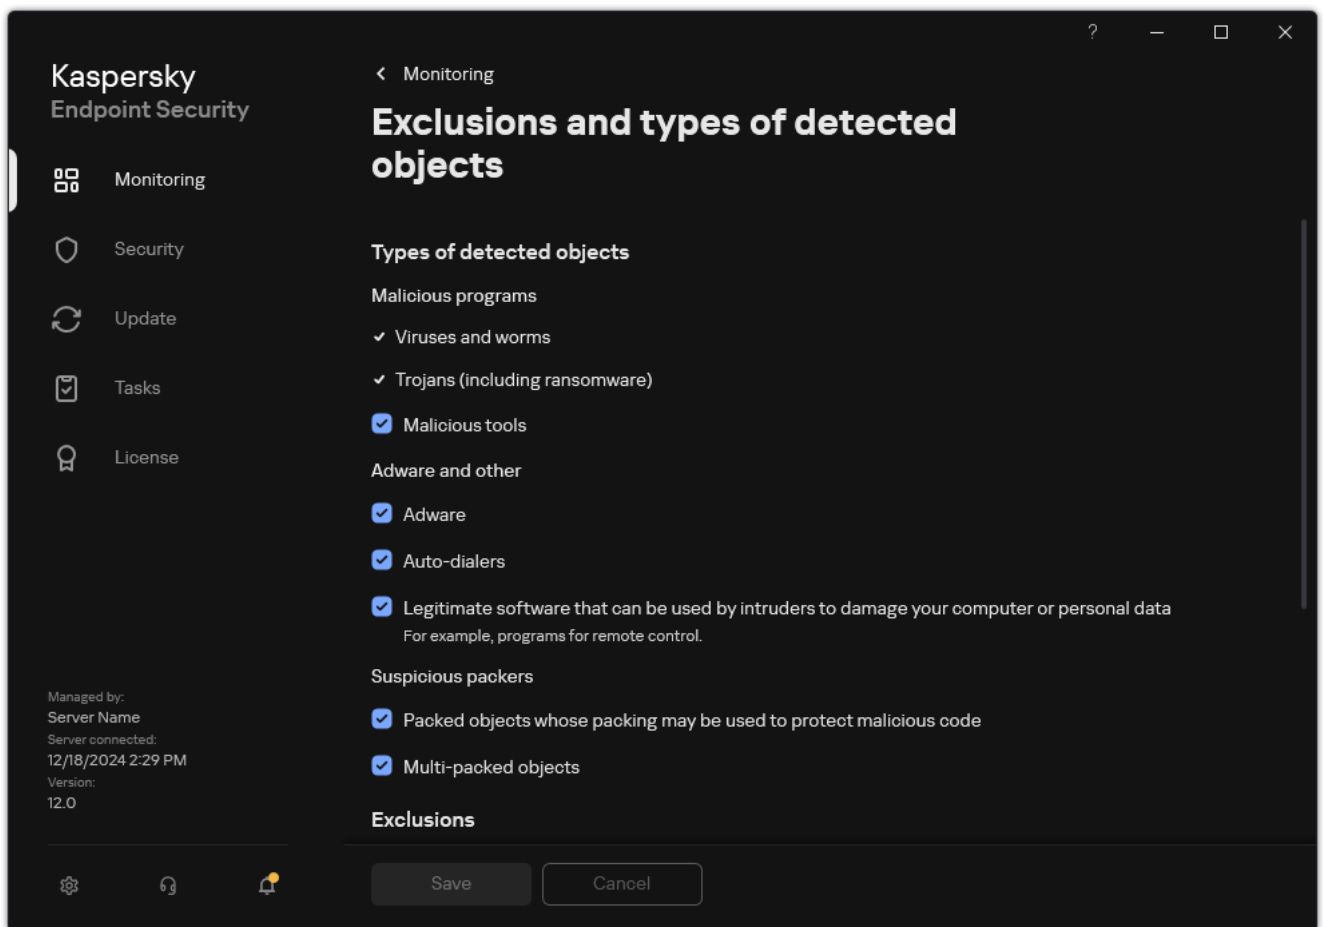 ?
Kaspersky
Endpoint Security
Monitoring
Security
Update
Tasks
License
Managed by:
Server Name
Server connected:
12/18/2024 2:29 PM
Version:
12.0
Monitoring
Exclusions and types of detected
objects
Types of detected objects
Malicious programs
Viruses and worms
Trojans (including ransomware)
Malicious tools
Adware and other
Adware
Auto-dialers
Legitimate software that can be used by intruders to damage your computer or personal data
For example, programs for remote control.
Suspicious packers
Packed objects whose packing may be used to protect malicious code
Multi-packed objects
Exclusions
Save
Cancel